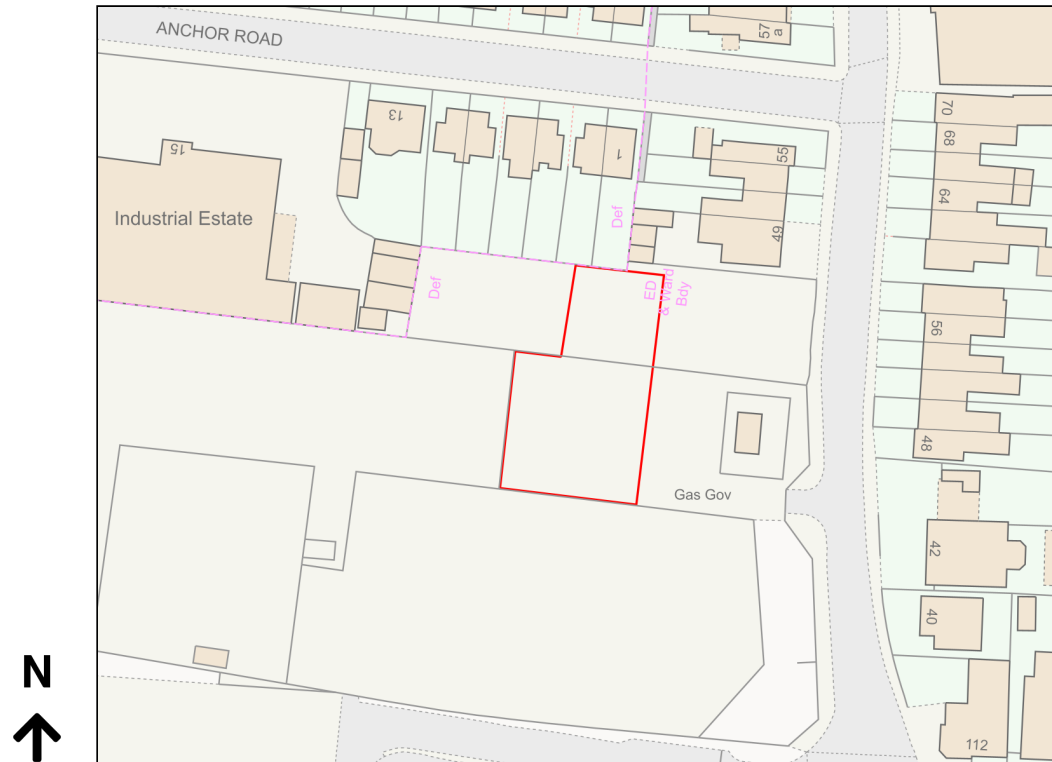 ANCHOR ROAD
57
a
70
68
64
13
1
55
49
15
Industrial Estate
Def
Def
ED
& Ward
Bdy
56
48
Gas Gov
42
40
112
N